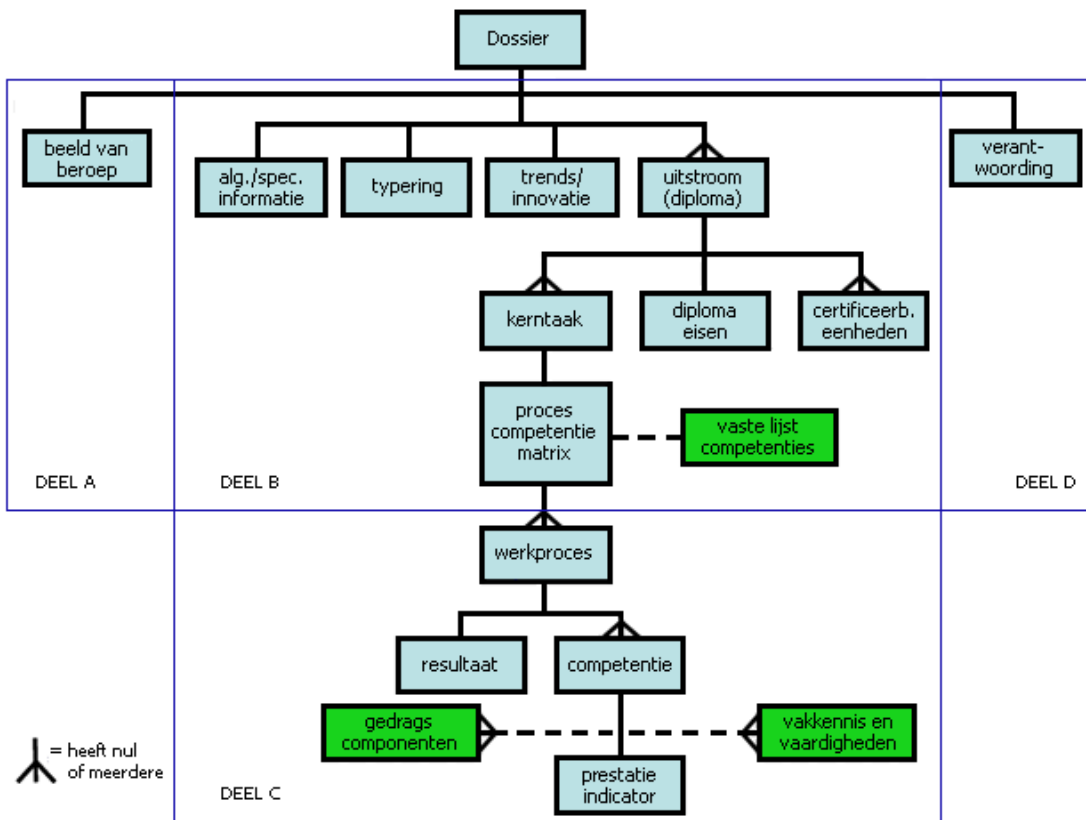 Dossier
beeld van
beroep
alg./spec.
informatie
typering
trends/
innovatie
uitstroom
(diploma)
verant-
woording
kerntaak
diploma
eisen
certificeerb.
eenheden
proces
competentie
matrix
vaste lijst
competenties
DEEL A
DEEL B
DEEL D
werkproces
resultaat
competentie
gedrags
componenten
vakkennis en
vaardigheden
= heeft nul
of meerdere
prestatie
indicator
DEEL C